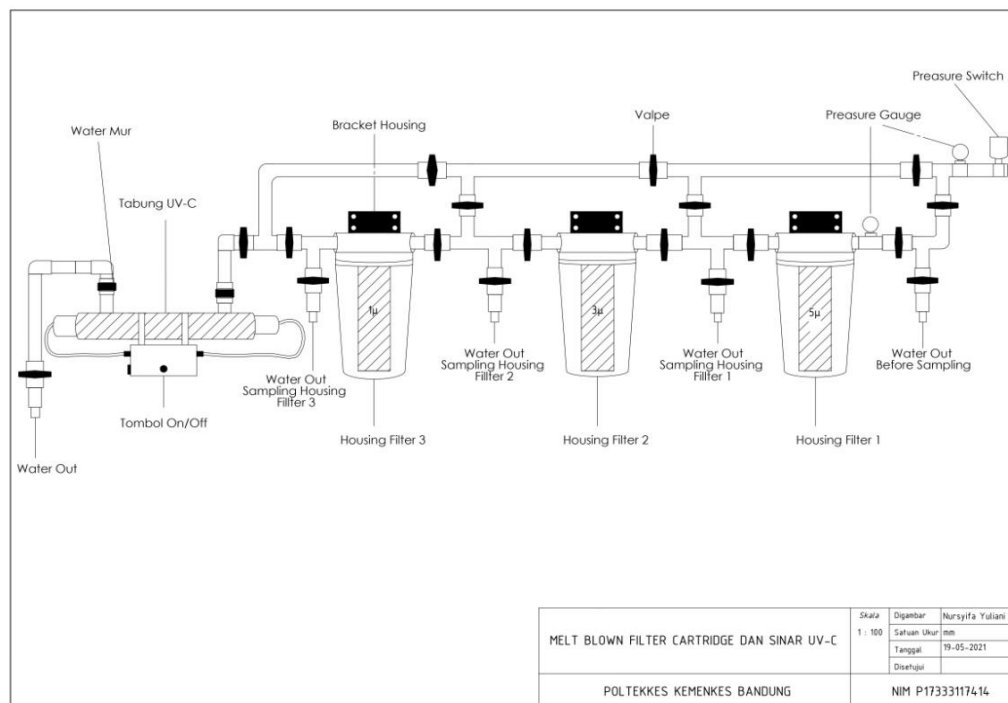 Preasure Switch
Preasure Gauge
Valpe
Bracket Housing
Water Mur
Tabung UV-C
1µ
3µ
5µ
Water Out
Sampling Housing
Fillter 3
Water Out
Sampling Housing
Fillter 2
Water Out
Sampling Housing
Fillter 1
Water Out
Before Sampling
Tombol On/Off
Housing Filter 3
Housing Filter 2
Housing Filter 1
Water Out
MELT BLOWN FILTER CARTRIDGE DAN SINAR UV-C
Skala
1 : 100
Digambar Nursyifa Yuliani
Satuan Ukur mm
Tanggal 19-05-2021
Disetujui
POLTEKKES KEMENKES BANDUNG
NIM P17333117414